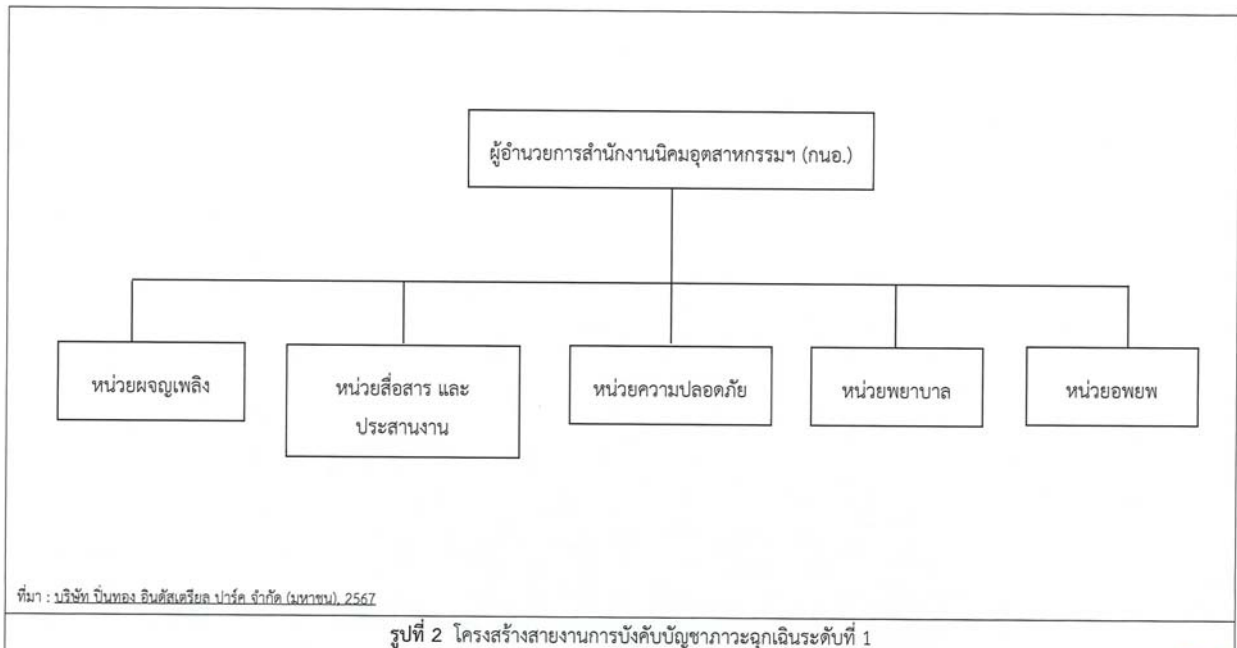 ผู้อำนวยการสำนักงานนิคมอุตสาหกรรมฯ (กนอ.)
หน่วยผจญเพลิง
หน่วยสื่อสาร และ
ประสานงาน
หน่วยความปลอดภัย
หน่วยพยาบาล
หน่วยอพยพ
ที่มา : บริษัท ปิ่นทอง อินดัสเตรียล ปาร์ค จำกัด (มหาชน), 2567
รูปที่ 2 โครงสร้างสายงานการบังคับบัญชาภาวะฉุกเฉินระดับที่ 1